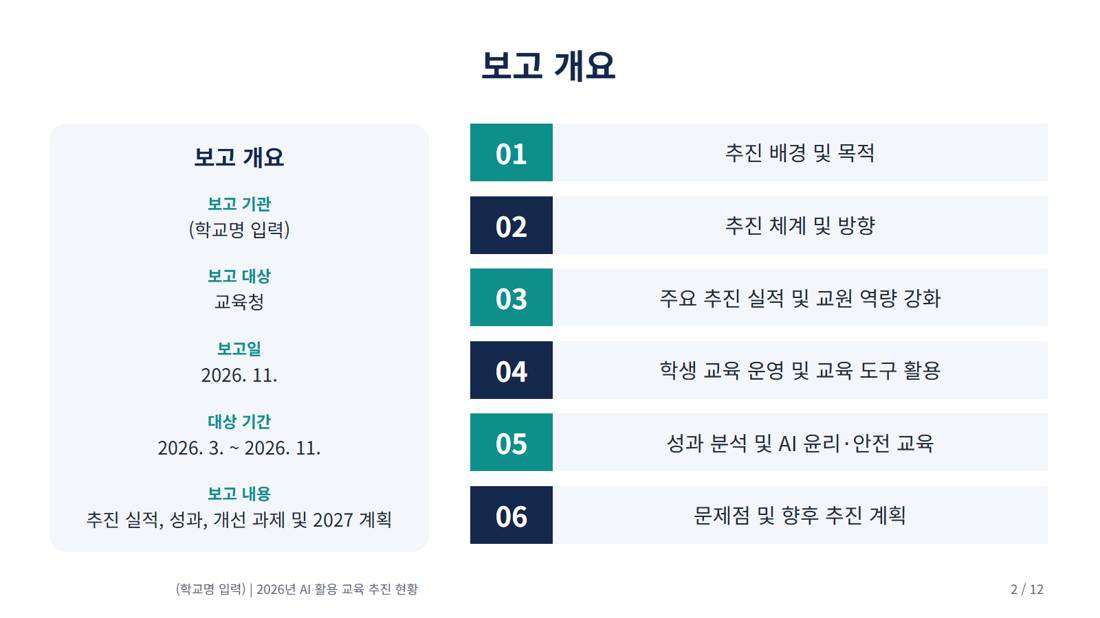 보고 개요
보고 개요
보고 기관
(학교명 입력)
보고 대상
교육청
보고일
2026. 11.
대상 기간
2026. 3. ~ 2026. 11.
보고 내용
추진 실적, 성과, 개선 과제 및 2027 계획
01 추진 배경 및 목적
02 추진 체계 및 방향
03 주요 추진 실적 및 교원 역량 강화
04 학생 교육 운영 및 교육 도구 활용
05 성과 분석 및 AI 윤리·안전 교육
06 문제점 및 향후 추진 계획
(학교명 입력) | 2026년 AI 활용 교육 추진 현황
2 / 12